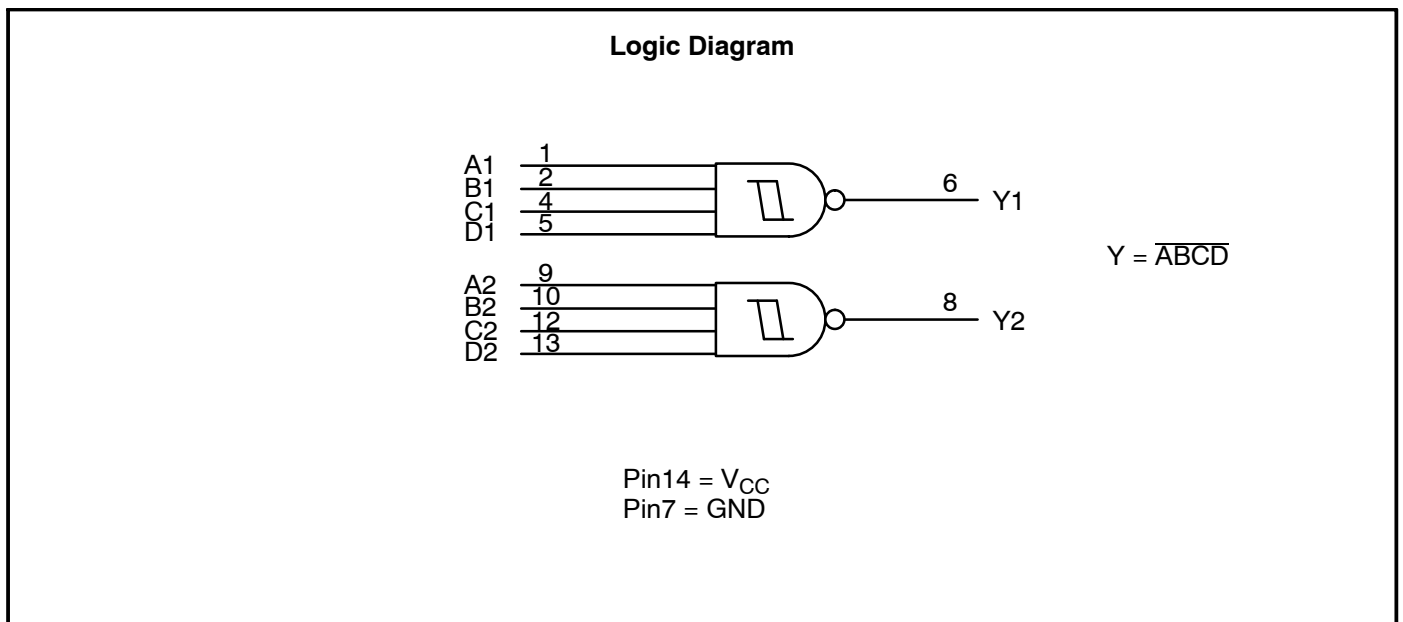 Logic Diagram
A1 1
B1 2
C1 4
D1 5
6 Y1
Y = A̅B̅C̅D̅
A2 9
B2 10
C2 12
D2 13
8 Y2
Pin14 = VCC
Pin7 = GND